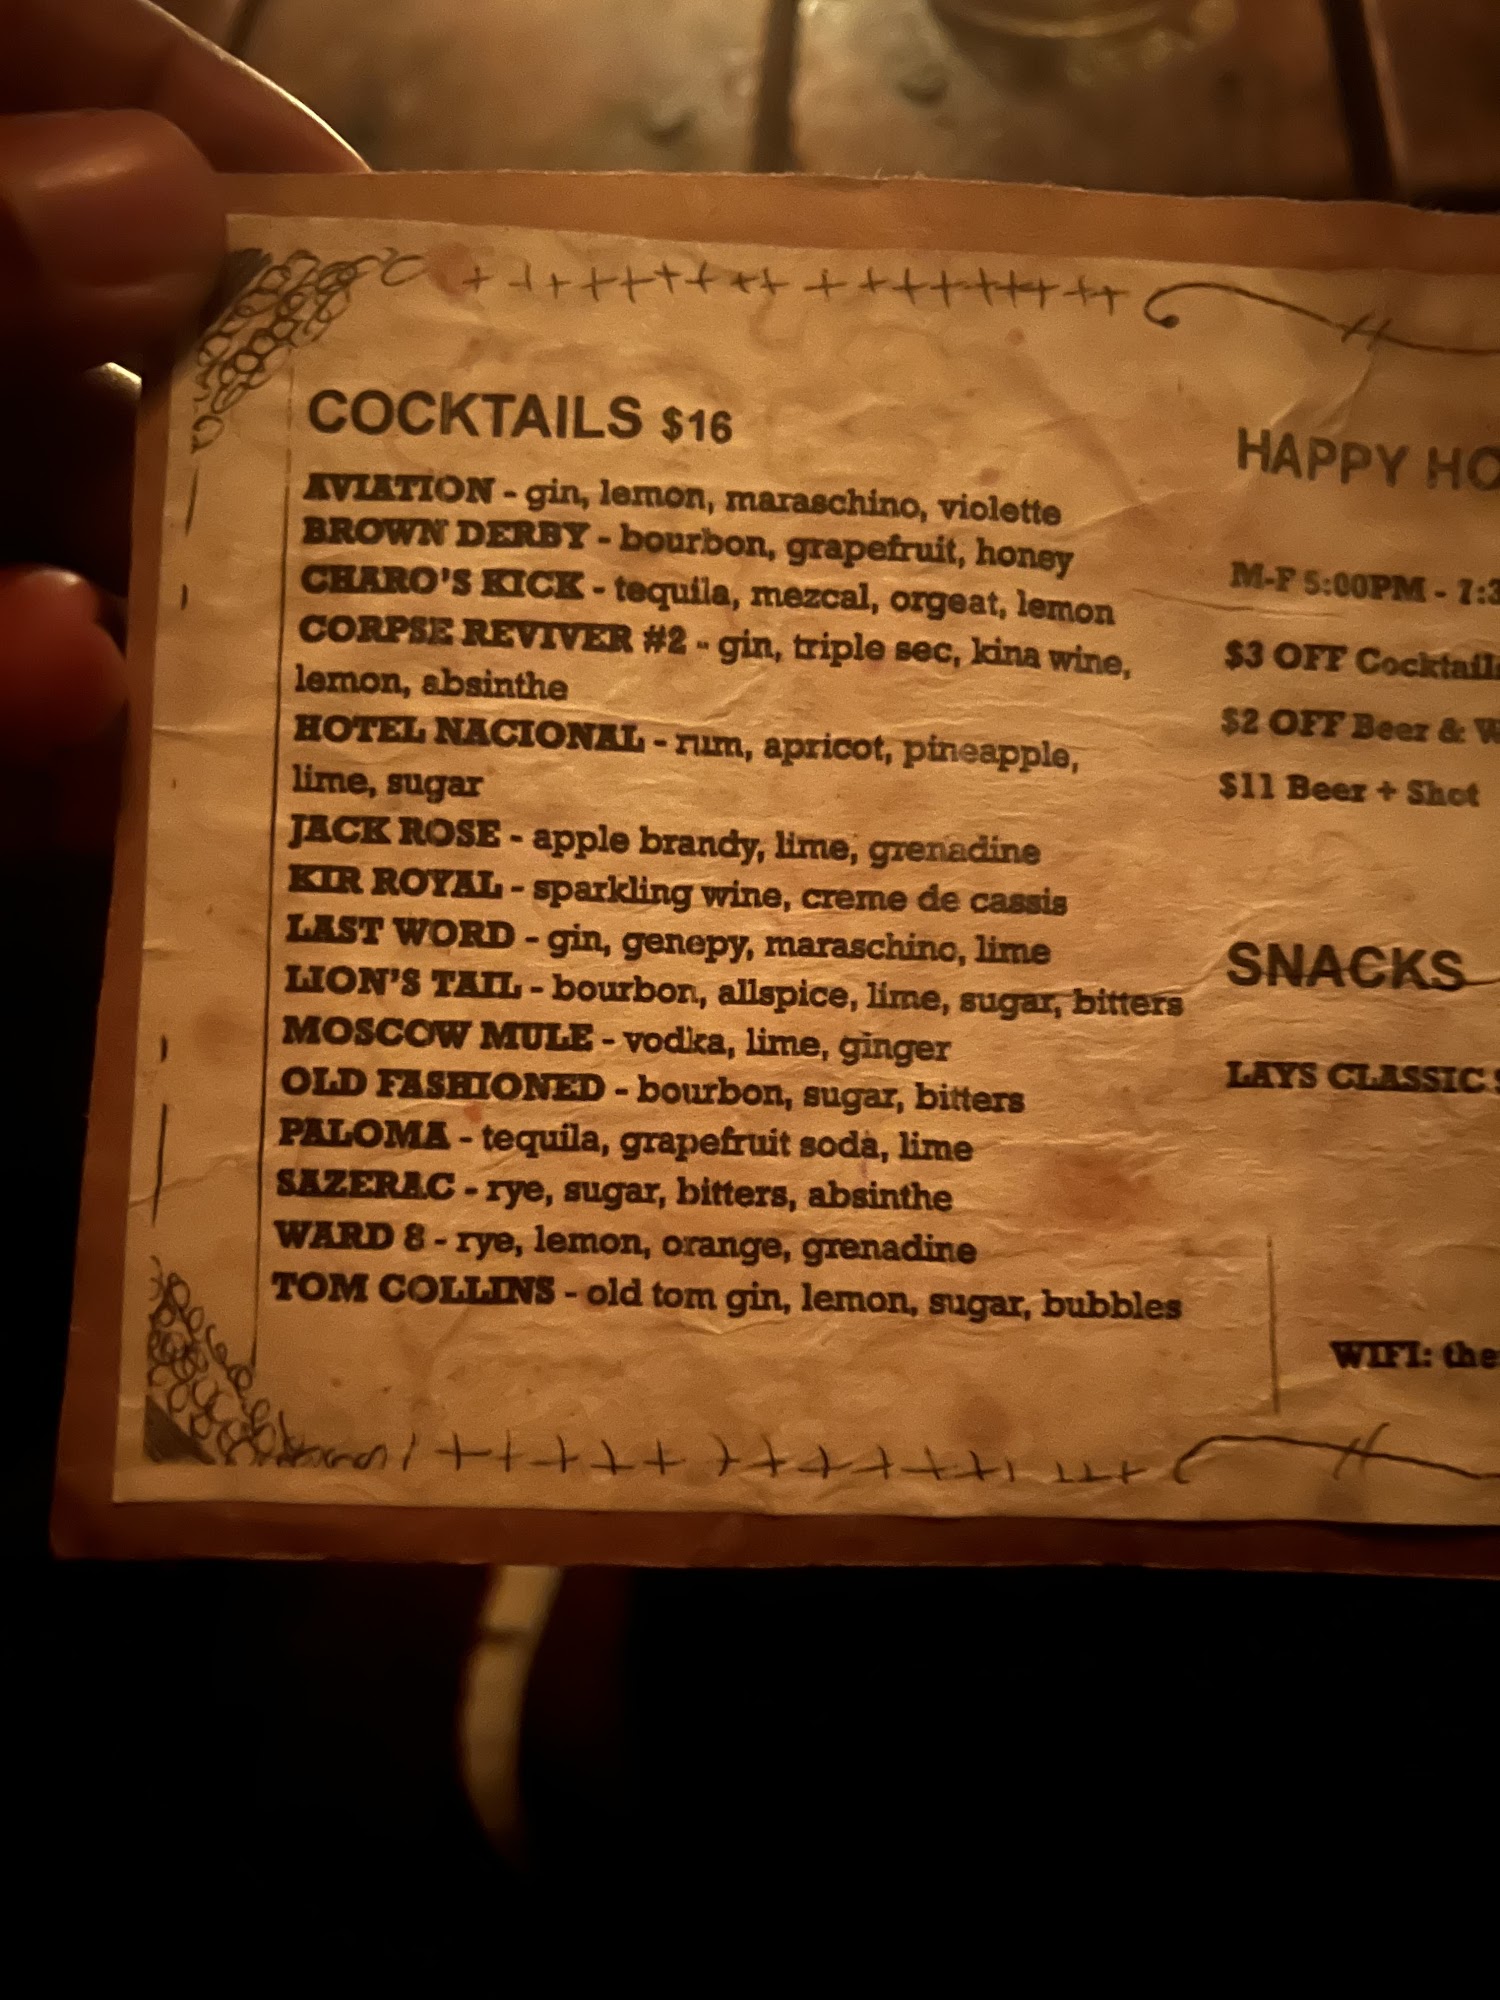 COCKTAILS $16
AVIATION - gin, lemon, maraschino, violette
BROWN DERBY - bourbon, grapefruit, honey
CHARO'S KICK - tequila, mezcal, orgeat, lemon
CORPSE REVIVER #2 - gin, triple sec, kina wine,
lemon, absinthe
HOTEL NACIONAL - rum, apricot, pineapple,
lime, sugar
JACK ROSE - apple brandy, lime, grenadine
KIR ROYAL - sparkling wine, creme de cassis
LAST WORD - gin, genepy, maraschino, lime
LION'S TAIL - bourbon, allspice, lime, sugar, bitters
MOSCOW MULE - vodka, lime, ginger
OLD FASHIONED - bourbon, sugar, bitters
PALOMA - tequila, grapefruit soda, lime
SAZERAC - rye, sugar, bitters, absinthe
WARD 8 - rye, lemon, orange, grenadine
TOM COLLINS - old tom gin, lemon, sugar, bubbles
HAPPY
M-F 5:00PM -
$3 OFF Cocktail
$2 OFF Beer &
$11 Beer + Shot
SNACKS
LAYS CLASSIC
WIFI: the